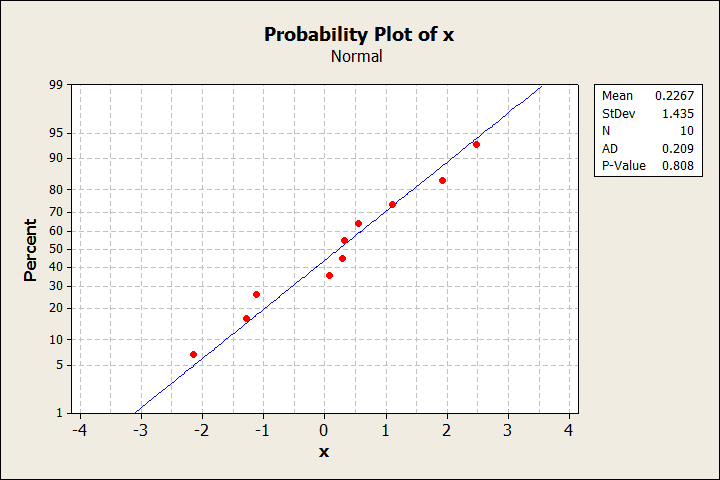 Probability Plot of x
Normal
99
95
90
80
70
60
50
40
30
20
10
5
1
Percent
-4 -3 -2 -1 0 1 2 3 4
x
Mean 0.2267
StDev 1.435
N 10
AD 0.209
P-Value 0.808